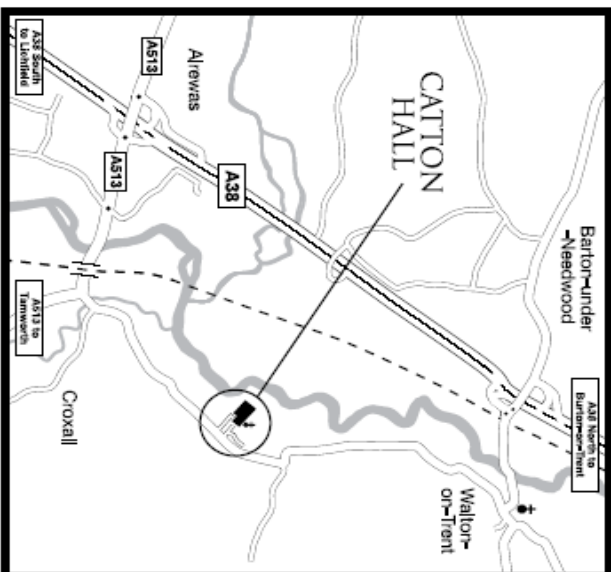 A38 South
to Lichfield
A513
Alrewas
A513
A38
CATTON
HALL
Barton-under
-Needwood
A38 North to
Burton-on-Trent
A513 to
Tamworth
Croxall
Walton-
on-Trent